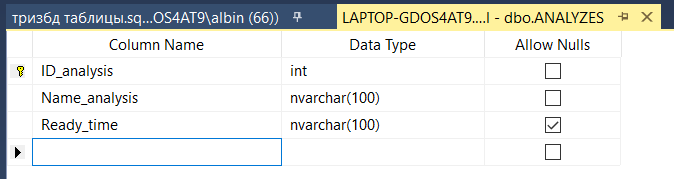 тризбд таблицы.sq...OS4AT9\albin (66)) LAPTOP-GDOS4AT9....l - dbo.ANALYZES
Column Name Data Type Allow Nulls
ID_analysis int
Name_analysis nvarchar(100)
Ready_time nvarchar(100)